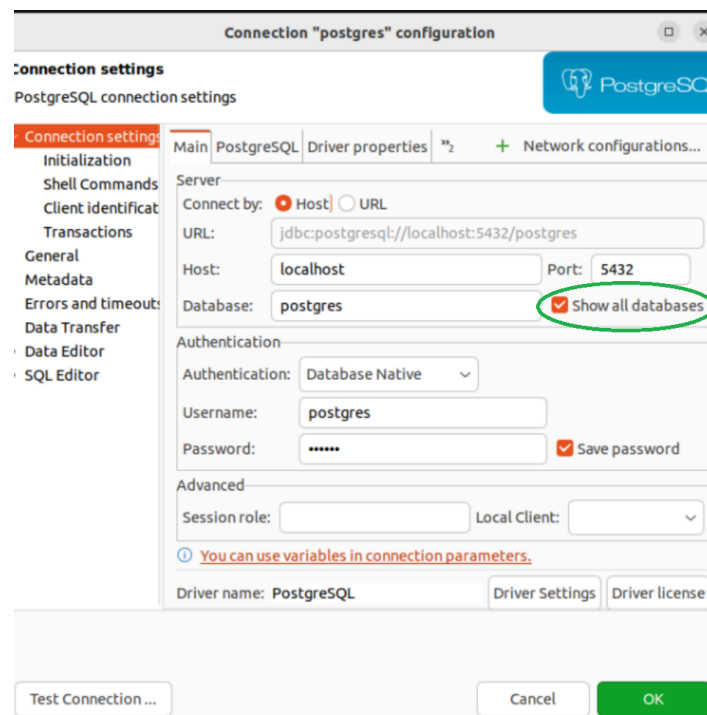 Connection "postgres" configuration
Connection settings
PostgreSQL connection settings
PostgreSQ
Connection settings
Initialization
Shell Commands
Client identificat
Transactions
General
Metadata
Errors and timeouts
Data Transfer
Data Editor
SQL Editor
Main PostgreSQL Driver properties »2 + Network configurations...
Server
Connect by: Host URL
URL: jdbc:postgresql://localhost:5432/postgres
Host: localhost Port: 5432
Database: postgres Show all databases
Authentication
Authentication: Database Native
Username: postgres
Password: ••••••
Save password
Advanced
Session role: Local Client:
You can use variables in connection parameters.
Driver name: PostgreSQL Driver Settings Driver license
Test Connection ... Cancel OK